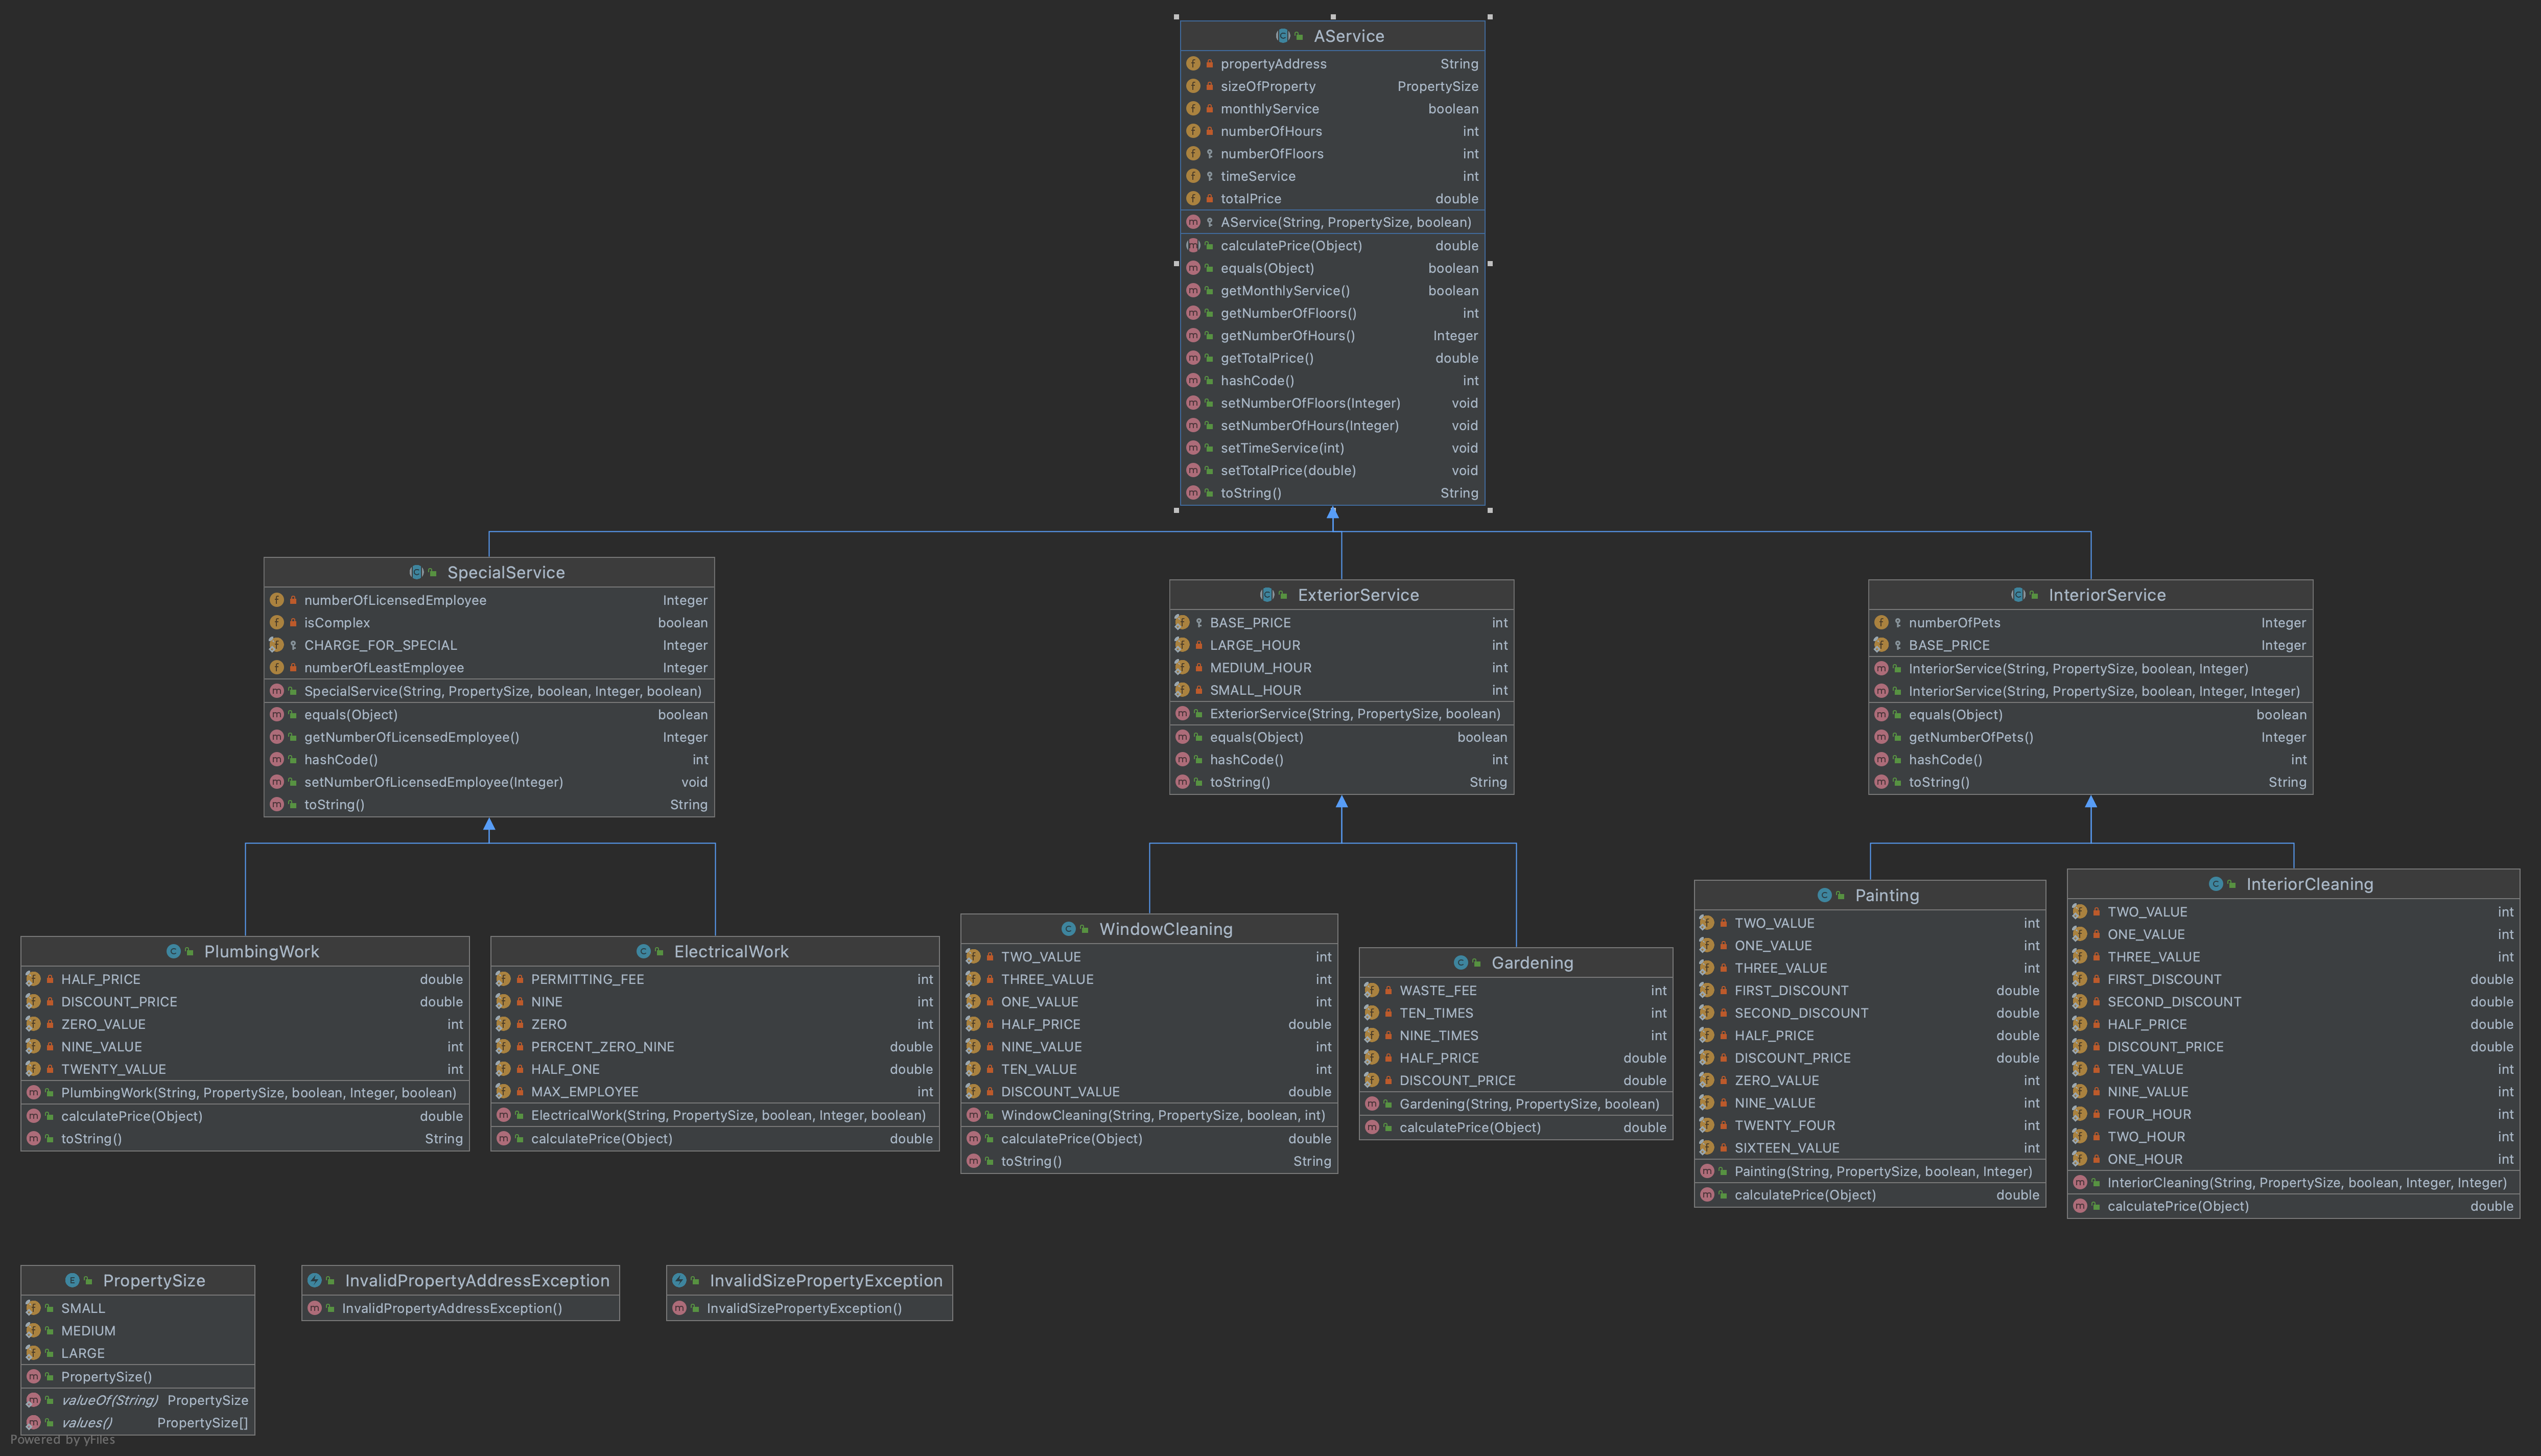 AService
propertyAddress String
sizeOfProperty PropertySize
monthlyService boolean
numberOfHours int
numberOfFloors int
timeService int
totalPrice double
AService(String, PropertySize, boolean)
calculatePrice(Object) double
equals(Object) boolean
getMonthlyService() boolean
getNumberOfFloors() int
getNumberOfHours() Integer
getTotalPrice() double
hashCode() int
setNumberOfFloors(Integer) void
setNumberOfHours(Integer) void
setTimeService(int) void
setTotalPrice(double) void
toString() String
SpecialService
numberOfLicensedEmployee Integer
isComplex boolean
CHARGE_FOR_SPECIAL Integer
numberOfLeastEmployee Integer
SpecialService(String, PropertySize, boolean, Integer, boolean)
equals(Object) boolean
getNumberOfLicensedEmployee() Integer
hashCode() int
setNumberOfLicensedEmployee(Integer) void
toString() String
ExteriorService
BASE_PRICE int
LARGE_HOUR int
MEDIUM_HOUR int
SMALL_HOUR int
ExteriorService(String, PropertySize, boolean)
equals(Object) boolean
hashCode() int
toString() String
InteriorService
numberOfPets Integer
BASE_PRICE Integer
InteriorService(String, PropertySize, boolean, Integer)
InteriorService(String, PropertySize, boolean, Integer, Integer)
equals(Object) boolean
getNumberOfPets() Integer
hashCode() int
toString() String
PlumbingWork
HALF_PRICE double
DISCOUNT_PRICE double
ZERO_VALUE int
NINE_VALUE int
TWENTY_VALUE int
PlumbingWork(String, PropertySize, boolean, Integer, boolean)
calculatePrice(Object) double
toString() String
ElectricalWork
PERMITTING_FEE int
NINE int
ZERO int
PERCENT_ZERO_NINE double
HALF_ONE double
MAX_EMPLOYEE int
ElectricalWork(String, PropertySize, boolean, Integer, boolean)
calculatePrice(Object) double
WindowCleaning
TWO_VALUE int
THREE_VALUE int
ONE_VALUE int
HALF_PRICE double
NINE_VALUE int
TEN_VALUE int
DISCOUNT_VALUE double
WindowCleaning(String, PropertySize, boolean, int)
calculatePrice(Object) double
toString() String
Gardening
WASTE_FEE int
TEN_TIMES int
NINE_TIMES int
HALF_PRICE double
DISCOUNT_PRICE double
Gardening(String, PropertySize, boolean)
calculatePrice(Object) double
Painting
TWO_VALUE int
ONE_VALUE int
THREE_VALUE int
FIRST_DISCOUNT double
SECOND_DISCOUNT double
HALF_PRICE double
DISCOUNT_PRICE double
ZERO_VALUE int
NINE_VALUE int
TWENTY_FOUR int
SIXTEEN_VALUE int
Painting(String, PropertySize, boolean, Integer)
calculatePrice(Object) double
InteriorCleaning
TWO_VALUE int
ONE_VALUE int
THREE_VALUE int
FIRST_DISCOUNT double
SECOND_DISCOUNT double
HALF_PRICE double
DISCOUNT_PRICE double
TEN_VALUE int
NINE_VALUE int
FOUR_HOUR int
TWO_HOUR int
ONE_HOUR int
InteriorCleaning(String, PropertySize, boolean, Integer, Integer)
calculatePrice(Object) double
PropertySize
SMALL
MEDIUM
LARGE
PropertySize()
valueOf(String) PropertySize
values() PropertySize[]
InvalidPropertyAddressException
InvalidPropertyAddressException()
InvalidSizePropertyException
InvalidSizePropertyException()
Powered by yFiles